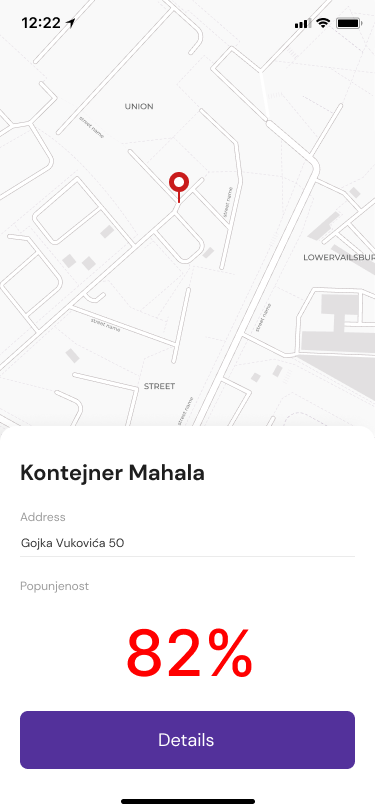 12:22
UNION
street name
street name
LOWERVAILSBUR
street name
street name
STREET
street name
Kontejner Mahala
Address
Gojka Vukovića 50
Popunjenost
82%
Details